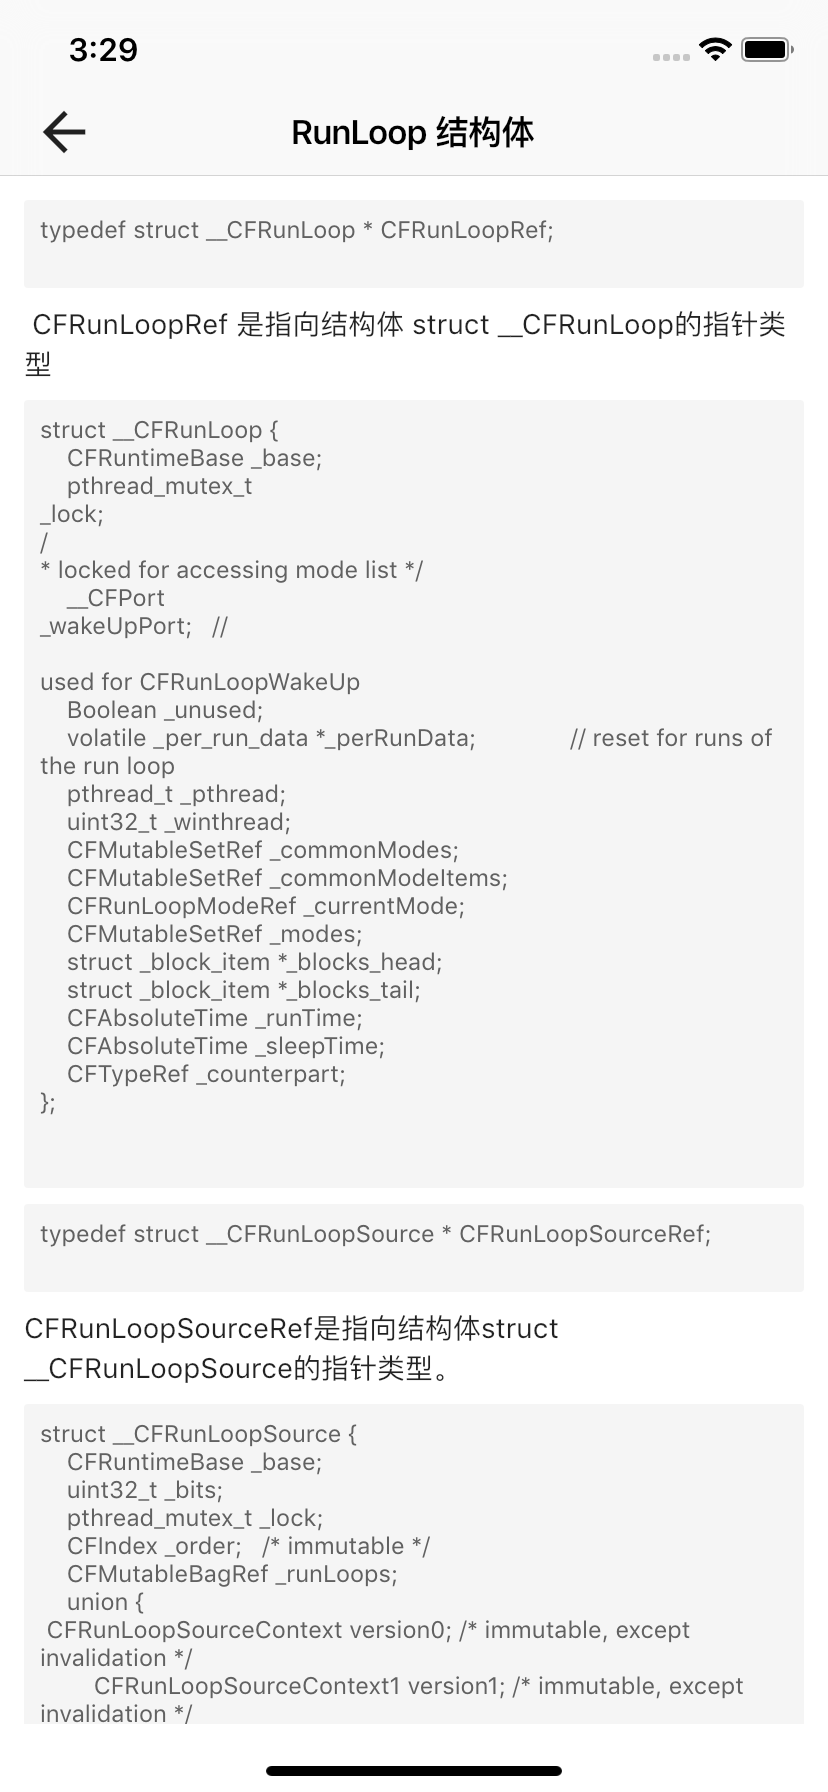 3:29
RunLoop 结构体
typedef struct __CFRunLoop * CFRunLoopRef;
CFRunLoopRef 是指向结构体 struct __CFRunLoop的指针类
型
struct __CFRunLoop {
CFRuntimeBase _base;
pthread_mutex_t
_lock;
/
* locked for accessing mode list */
__CFPort
_wakeUpPort; //
used for CFRunLoopWakeUp
Boolean _unused;
volatile _per_run_data *_perRunData; // reset for runs of
the run loop
pthread_t _pthread;
uint32_t _winthread;
CFMutableSetRef _commonModes;
CFMutableSetRef _commonModeItems;
CFRunLoopModeRef _currentMode;
CFMutableSetRef _modes;
struct _block_item *_blocks_head;
struct _block_item *_blocks_tail;
CFAbsoluteTime _runTime;
CFAbsoluteTime _sleepTime;
CFTypeRef _counterpart;
};
typedef struct __CFRunLoopSource * CFRunLoopSourceRef;
CFRunLoopSourceRef是指向结构体struct
__CFRunLoopSource的指针类型。
struct __CFRunLoopSource {
CFRuntimeBase _base;
uint32_t _bits;
pthread_mutex_t _lock;
CFIndex _order; /* immutable */
CFMutableBagRef _runLoops;
union {
CFRunLoopSourceContext version0; /* immutable, except
invalidation */
CFRunLoopSourceContext1 version1; /* immutable, except
invalidation */